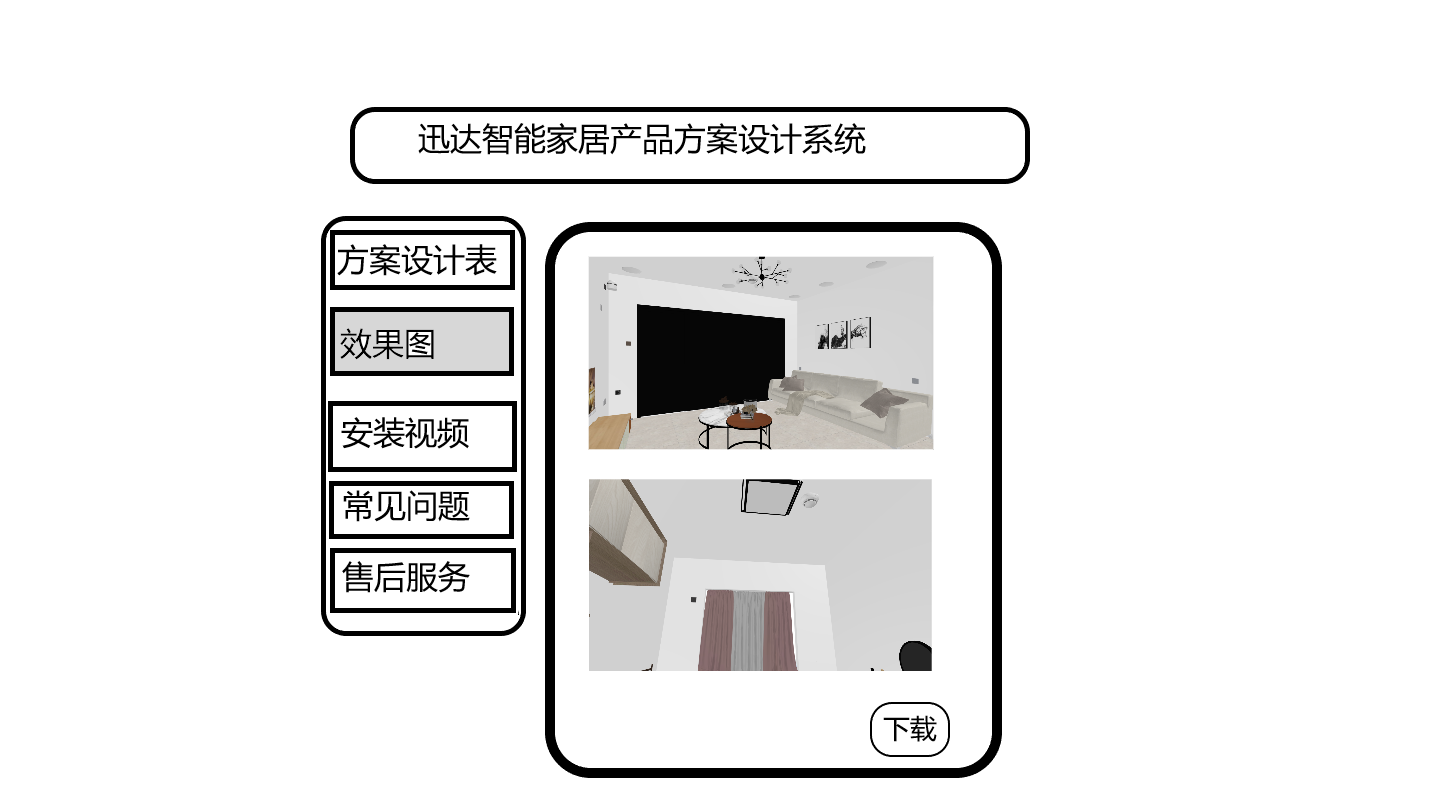 迅达智能家居产品方案设计系统
方案设计表
效果图
安装视频
常见问题
售后服务
下载